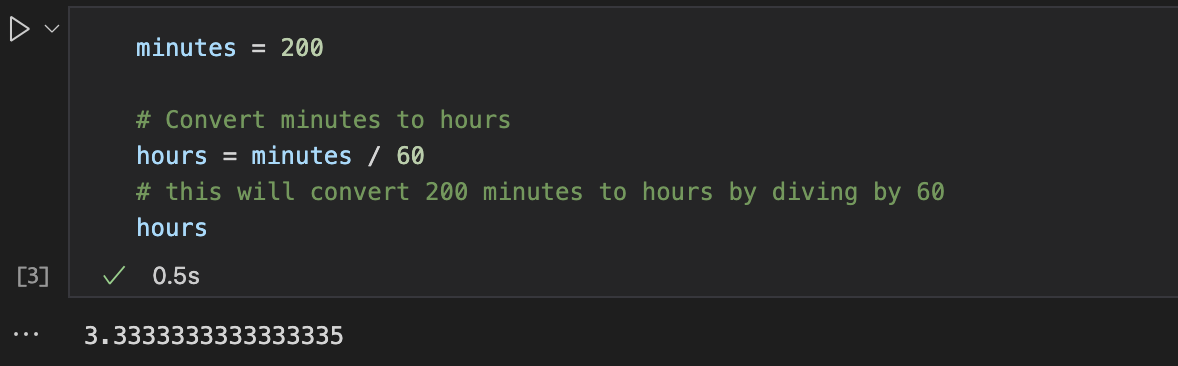 minutes = 200
# Convert minutes to hours
hours = minutes / 60
# this will convert 200 minutes to hours by diving by 60
hours
[3] 0.5s
3.3333333333333335